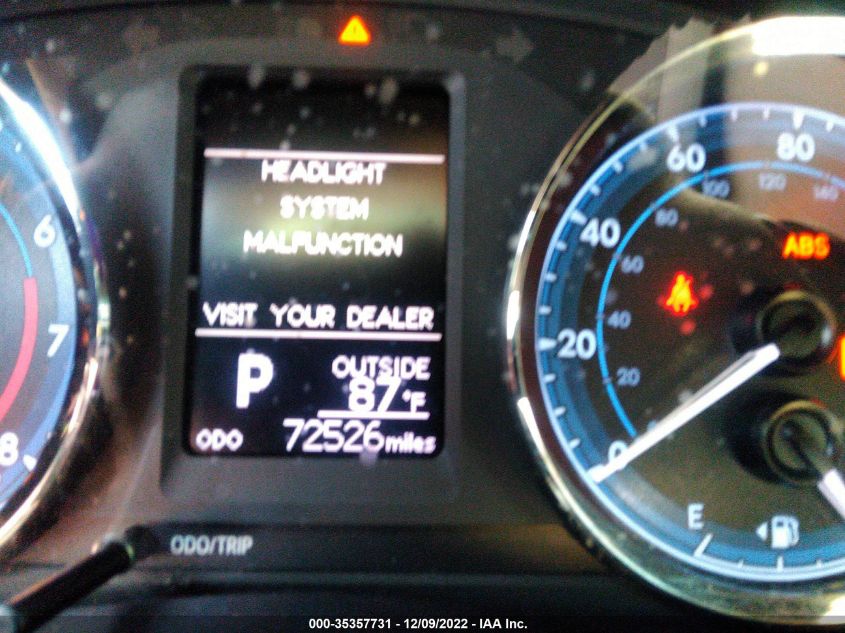 HEADLIGHT
SYSTEM
MALFUNCTION
VISIT YOUR DEALER
P
OUTSIDE
87°F
ODO 72526 miles
ODO/TRIP
6
7
8
0
20
40
60
80
20
40
60
80
100
120
140
ABS
E
000-35357731 - 12/09/2022 - IAA Inc.